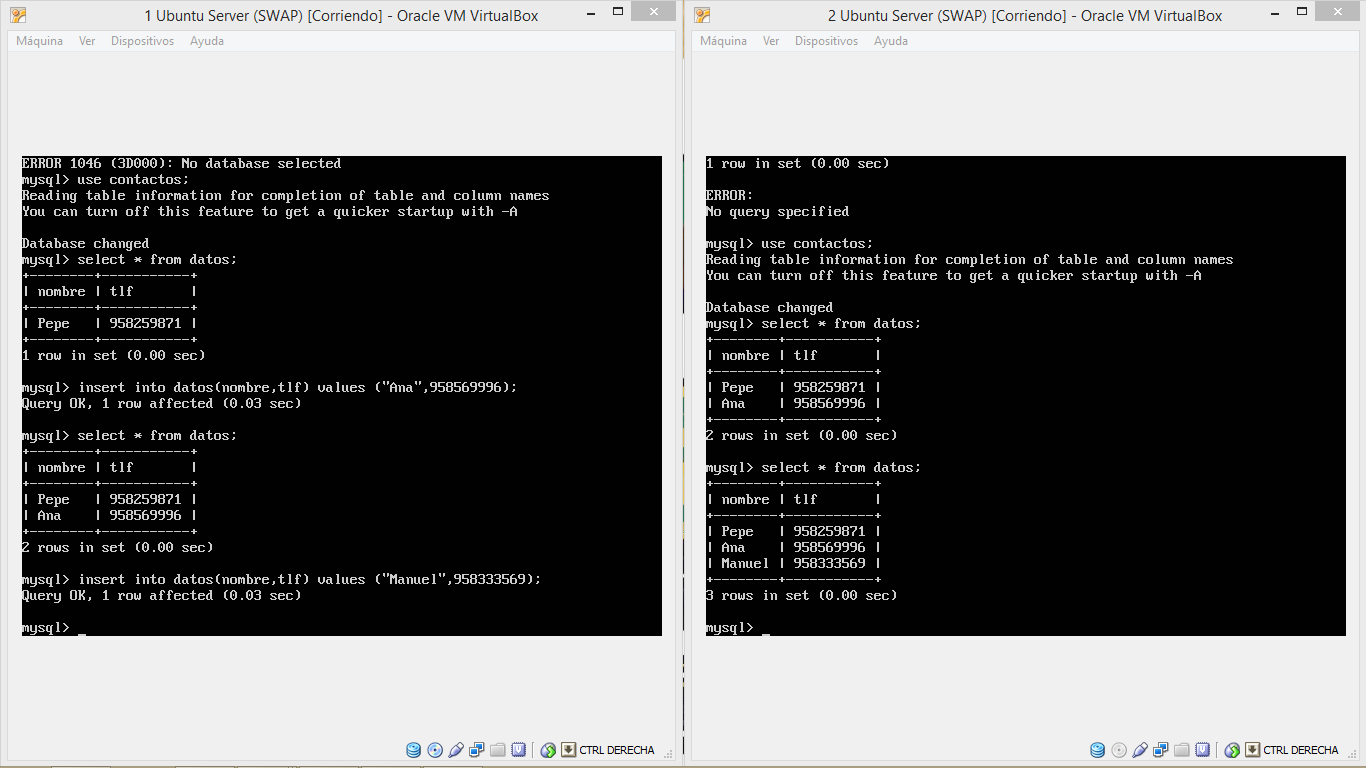 1 Ubuntu Server (SWAP) [Corriendo] - Oracle VM VirtualBox
Máquina Ver Dispositivos Ayuda
ERROR 1046 (3D000): No database selected
mysql> use contactos;
Reading table information for completion of table and column names
You can turn off this feature to get a quicker startup with -A
Database changed
mysql> select * from datos;
+--------+-----------+
| nombre | tlf       |
+--------+-----------+
| Pepe   | 958259871 |
+--------+-----------+
1 row in set (0.00 sec)
mysql> insert into datos(nombre,tlf) values ("Ana",958569996);
Query OK, 1 row affected (0.03 sec)
mysql> select * from datos;
+--------+-----------+
| nombre | tlf       |
+--------+-----------+
| Pepe   | 958259871 |
| Ana    | 958569996 |
+--------+-----------+
2 rows in set (0.00 sec)
mysql> insert into datos(nombre,tlf) values ("Manuel",958333569);
Query OK, 1 row affected (0.03 sec)
mysql> _
CTRL DERECHA
2 Ubuntu Server (SWAP) [Corriendo] - Oracle VM VirtualBox
Máquina Ver Dispositivos Ayuda
1 row in set (0.00 sec)
ERROR:
No query specified
mysql> use contactos;
Reading table information for completion of table and column names
You can turn off this feature to get a quicker startup with -A
Database changed
mysql> select * from datos;
+--------+-----------+
| nombre | tlf       |
+--------+-----------+
| Pepe   | 958259871 |
| Ana    | 958569996 |
+--------+-----------+
2 rows in set (0.00 sec)
mysql> select * from datos;
+--------+-----------+
| nombre | tlf       |
+--------+-----------+
| Pepe   | 958259871 |
| Ana    | 958569996 |
| Manuel | 958333569 |
+--------+-----------+
3 rows in set (0.00 sec)
mysql> _
CTRL DERECHA